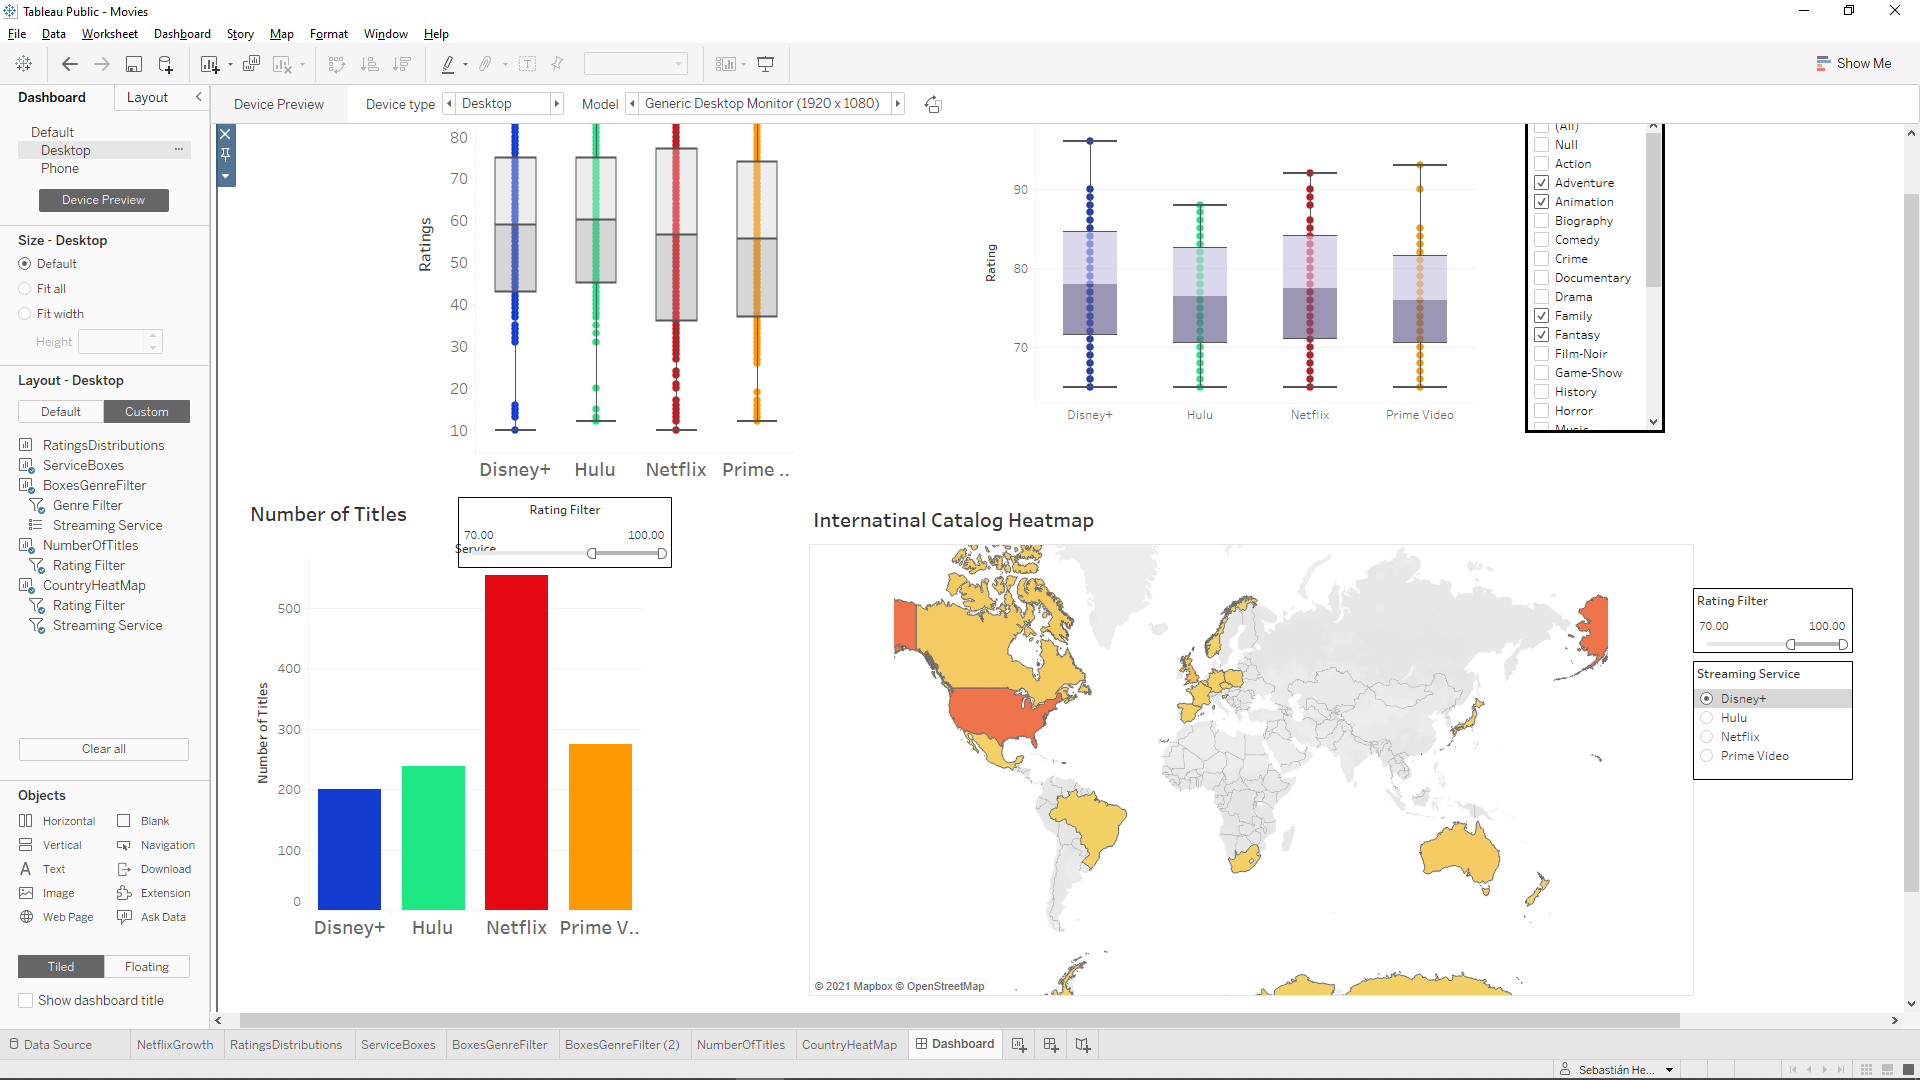 Tableau Public - Movies
File Data Worksheet Dashboard Story Map Format Window Help
Show Me
Dashboard Layout
Device Preview Device type Desktop Model Generic Desktop Monitor (1920 x 1080)
Default
Desktop
Phone
Device Preview
Size - Desktop
Default
Fit all
Fit width
Height
Layout - Desktop
Default Custom
RatingsDistributions
ServiceBoxes
BoxesGenreFilter
Genre Filter
Streaming Service
NumberOfTitles
Rating Filter
CountryHeatMap
Rating Filter
Streaming Service
Clear all
Objects
Horizontal Blank
Vertical Navigation
Text Download
Image Extension
Web Page Ask Data
Tiled Floating
Show dashboard title
Ratings
80
70
60
50
40
30
20
10
Disney+ Hulu Netflix Prime ..
Rating
90
80
70
Disney+ Hulu Netflix Prime Video
(All)
Null
Action
Adventure
Animation
Biography
Comedy
Crime
Documentary
Drama
Family
Fantasy
Film-Noir
Game-Show
History
Horror
Music
Number of Titles
Rating Filter
70.00 100.00
Service
Number of Titles
500
400
300
200
100
0
Disney+ Hulu Netflix Prime V..
Internatinal Catalog Heatmap
© 2021 Mapbox © OpenStreetMap
Rating Filter
70.00 100.00
Streaming Service
Disney+
Hulu
Netflix
Prime Video
Data Source NetflixGrowth RatingsDistributions ServiceBoxes BoxesGenreFilter BoxesGenreFilter (2) NumberOfTitles CountryHeatMap Dashboard
Sebastián He...